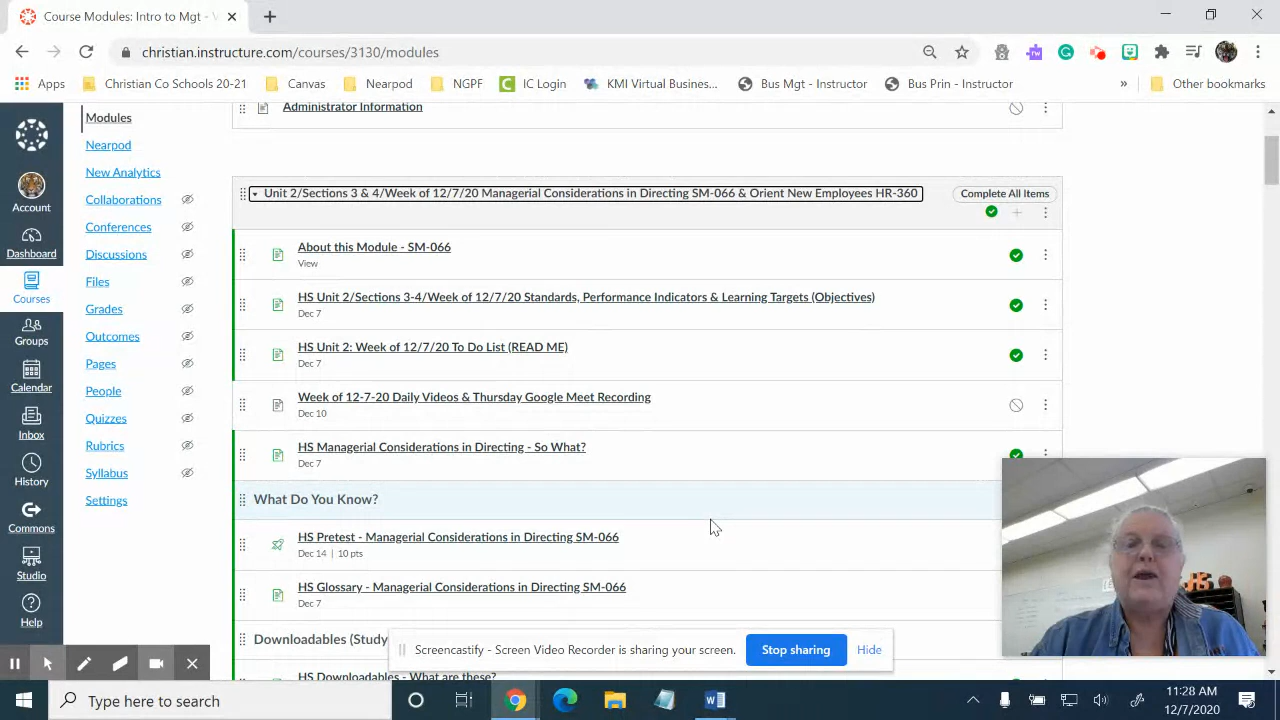 Course Modules: Intro to Mgt - V
christian.instructure.com/courses/3130/modules
Apps
Christian Co Schools 20-21
Canvas
Nearpod
NGPF
IC Login
KMI Virtual Business...
Bus Mgt - Instructor
Bus Prin - Instructor
»
Other bookmarks
Account
Dashboard
Courses
Groups
Calendar
Inbox
History
Commons
Studio
Help
Modules
Nearpod
New Analytics
Collaborations
Conferences
Discussions
Files
Grades
Outcomes
Pages
People
Quizzes
Rubrics
Syllabus
Settings
Administrator Information
Unit 2/Sections 3 & 4/Week of 12/7/20 Managerial Considerations in Directing SM-066 & Orient New Employees HR-360
Complete All Items
About this Module - SM-066
View
HS Unit 2/Sections 3-4/Week of 12/7/20 Standards, Performance Indicators & Learning Targets (Objectives)
Dec 7
HS Unit 2: Week of 12/7/20 To Do List (READ ME)
Dec 7
Week of 12-7-20 Daily Videos & Thursday Google Meet Recording
Dec 10
HS Managerial Considerations in Directing - So What?
Dec 7
What Do You Know?
HS Pretest - Managerial Considerations in Directing SM-066
Dec 14 | 10 pts
HS Glossary - Managerial Considerations in Directing SM-066
Dec 7
Downloadables (Study
HS Downloadables - What are these?
Screencastify - Screen Video Recorder is sharing your screen.
Stop sharing
Hide
Type here to search
11:28 AM
12/7/2020